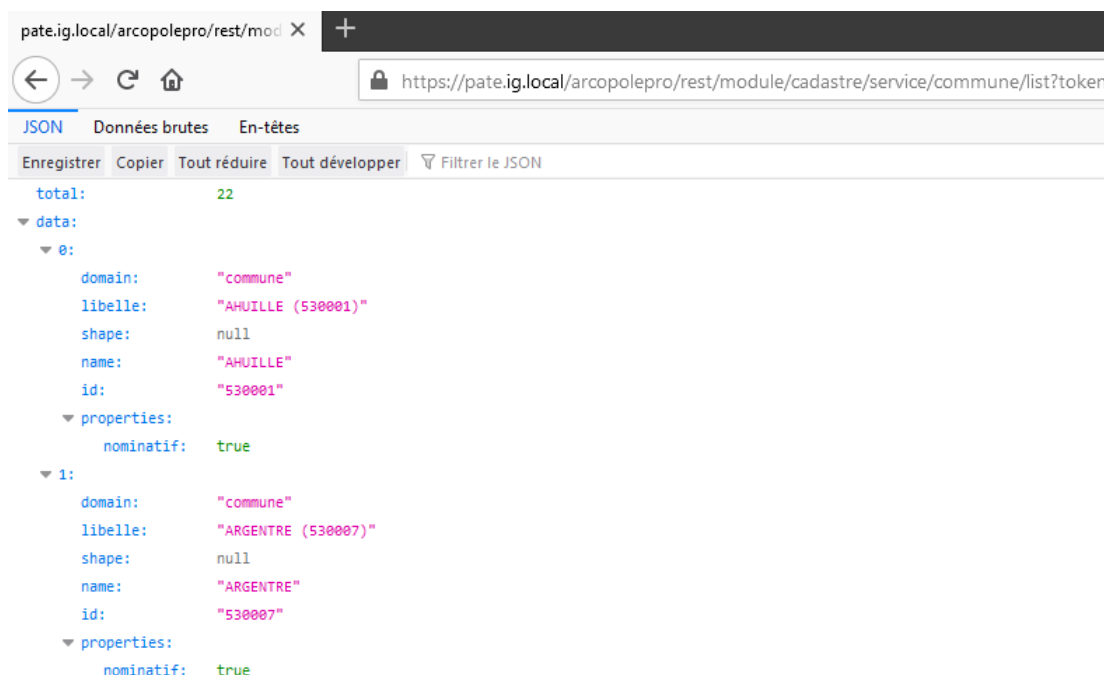 pate.ig.local/arcopolepro/rest/mod
https://pate.ig.local/arcopolepro/rest/module/cadastre/service/commune/list?token
JSON Données brutes En-têtes
Enregistrer Copier Tout réduire Tout développer Filtrer le JSON
total: 22
data:
0:
domain: "commune"
libelle: "AHUILLE (530001)"
shape: null
name: "AHUILLE"
id: "530001"
properties:
nominatif: true
1:
domain: "commune"
libelle: "ARGENTRE (530007)"
shape: null
name: "ARGENTRE"
id: "530007"
properties:
nominatif: true